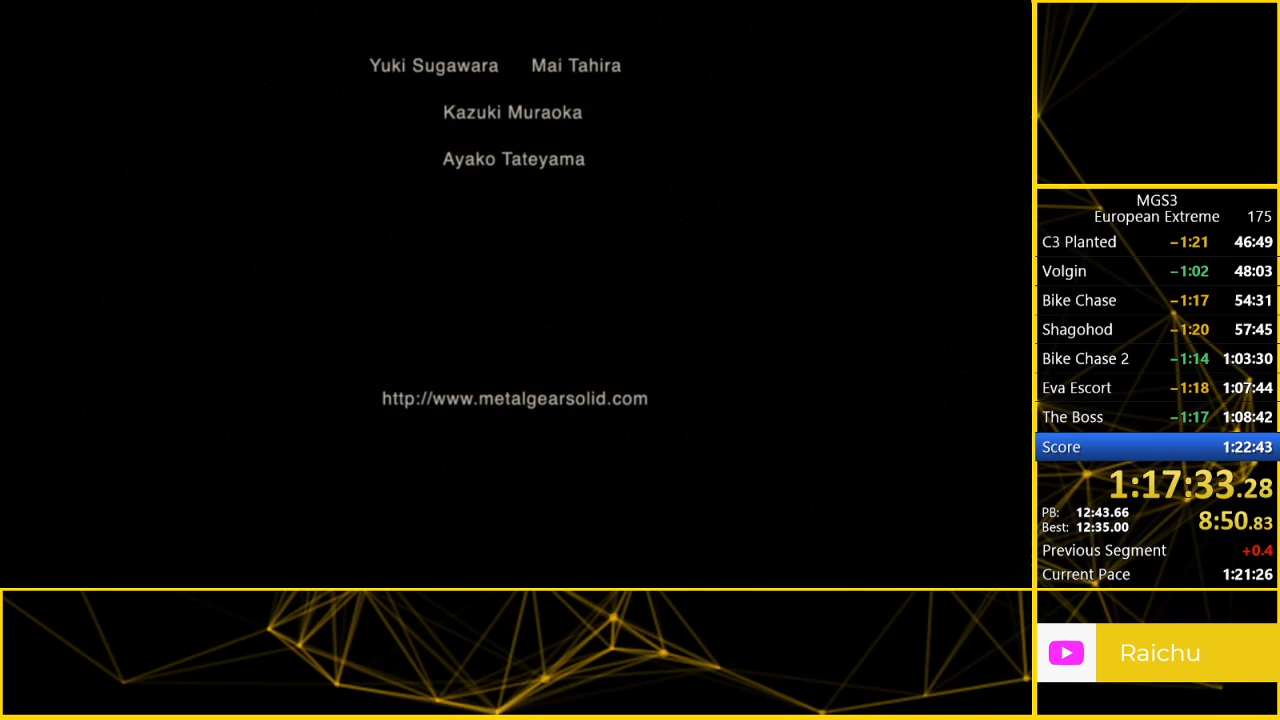 Yuki Sugawara Mai Tahira
Kazuki Muraoka
Ayako Tateyama
http://www.metalgearsolid.com
MGS3
European Extreme 175
C3 Planted −1:21 46:49
Volgin −1:02 48:03
Bike Chase −1:17 54:31
Shagohod −1:20 57:45
Bike Chase 2 −1:14 1:03:30
Eva Escort −1:18 1:07:44
The Boss −1:17 1:08:42
Score 1:22:43
1:17:33.28
PB: 12:43.66
Best: 12:35.00
8:50.83
Previous Segment +0.4
Current Pace 1:21:26
Raichu